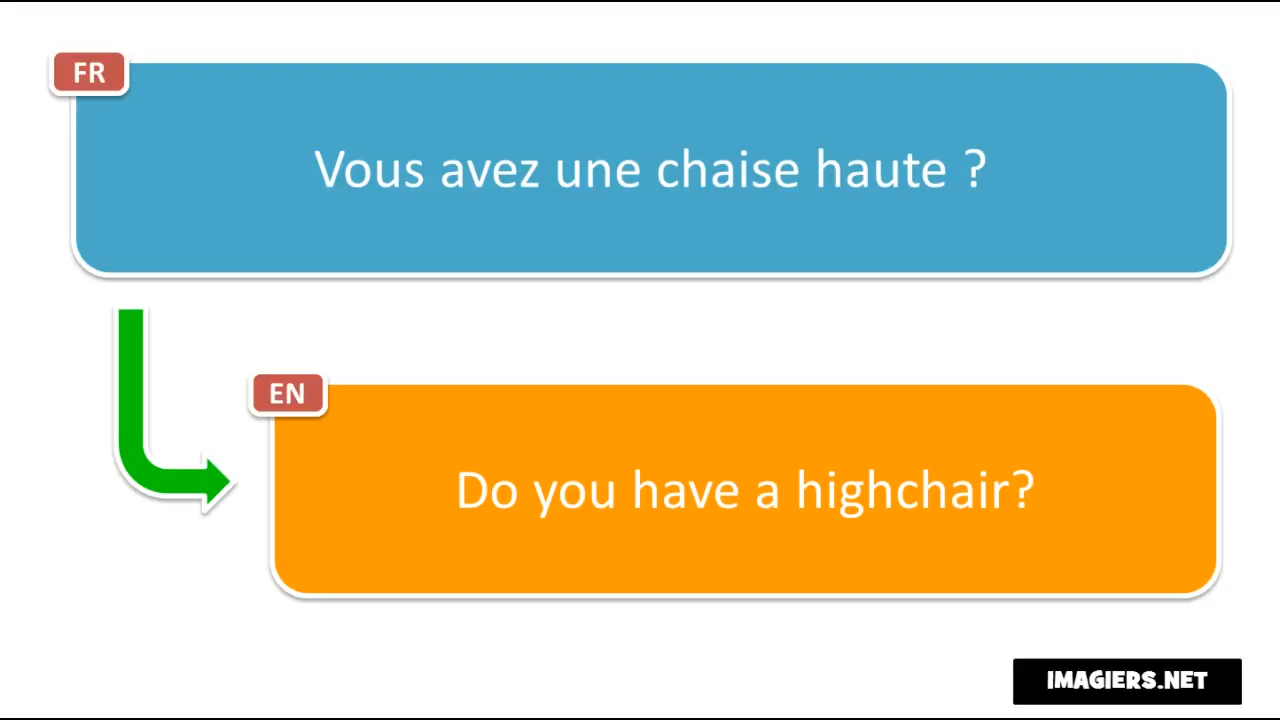 FR
Vous avez une chaise haute ?
EN
Do you have a highchair?
IMAGIERS.NET